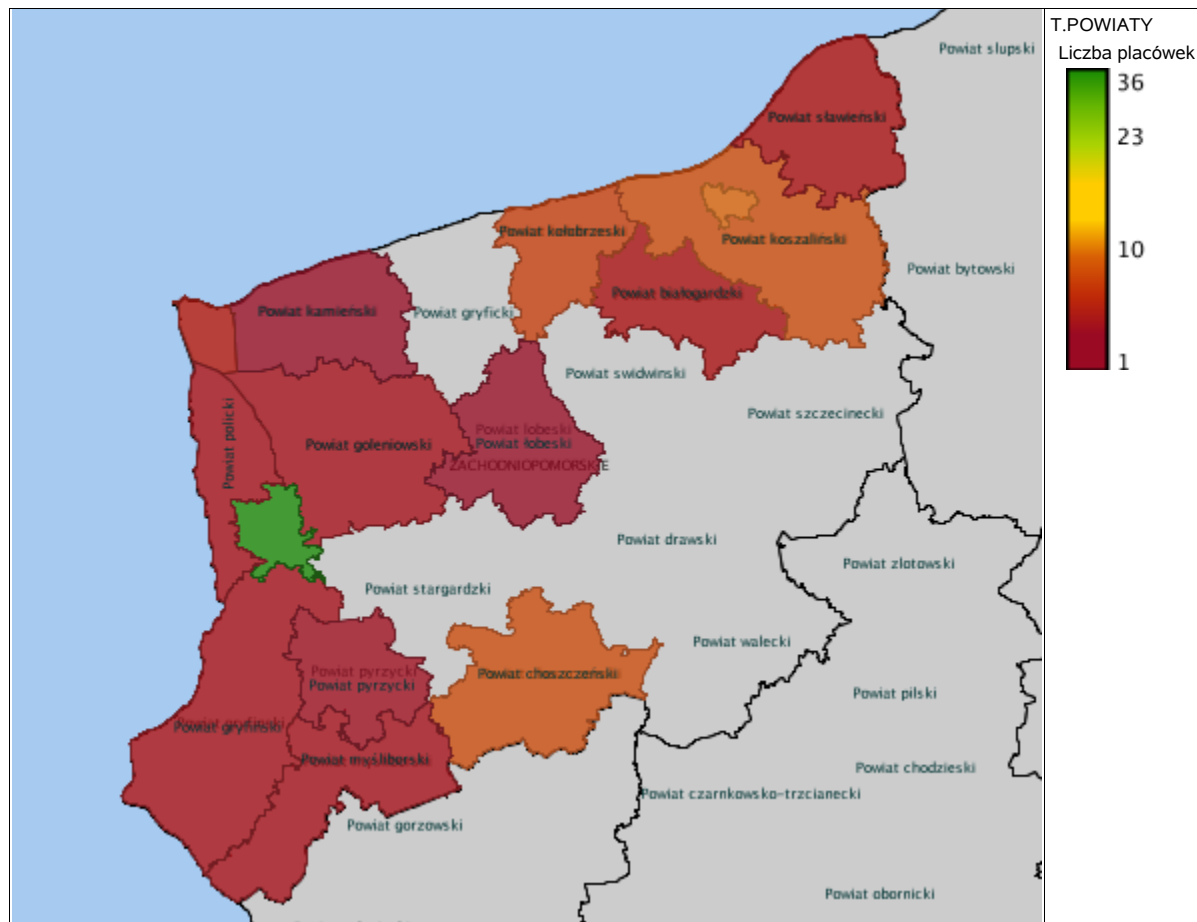 T.POWIATY
Liczba placówek
36
23
10
1
Powiat slupski
Powiat sławieński
Powiat kołobrzeski
Powiat koszaliński
Powiat bytowski
Powiat białogardzki
Powiat kamieński
Powiat gryficki
Powiat swidwinski
Powiat szczecinecki
Powiat policki
Powiat goleniowski
Powiat lobeski
Powiat łobeski
ZACHODNIOPOMORSKIE
Powiat drawski
Powiat zlotowski
Powiat stargardzki
Powiat walecki
Powiat choszczeński
Powiat pyrzycki
Powiat pyrzycki
Powiat pilski
Powiat gryfinski
Powiat gryfiński
Powiat myśliborski
Powiat chodzieski
Powiat czarnkowsko-trzcianecki
Powiat gorzowski
Powiat obornicki